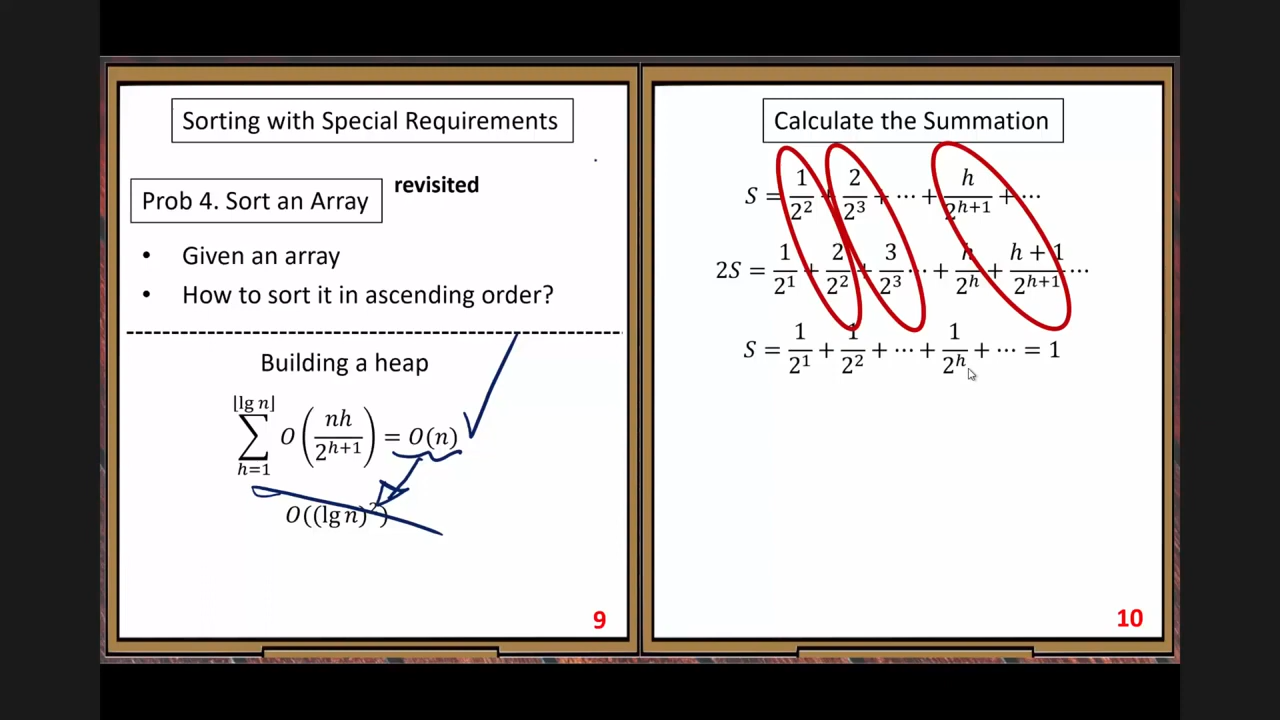 Sorting with Special Requirements
revisited
Prob 4. Sort an Array
• Given an array
• How to sort it in ascending order?
Building a heap
\sum_{h=1}^{⌊lg n⌋} O(nh/2^{h+1}) = O(n)
O((lg n)^2)
9
Calculate the Summation
S = 1/2^2 + 2/2^3 + ⋯ + h/2^{h+1} + ⋯
2S = 1/2^1 + 2/2^2 + 3/2^3 ⋯ + h/2^h + h + 1/2^{h+1} ⋯
S = 1/2^1 + 1/2^2 + ⋯ + 1/2^h + ⋯ = 1
10